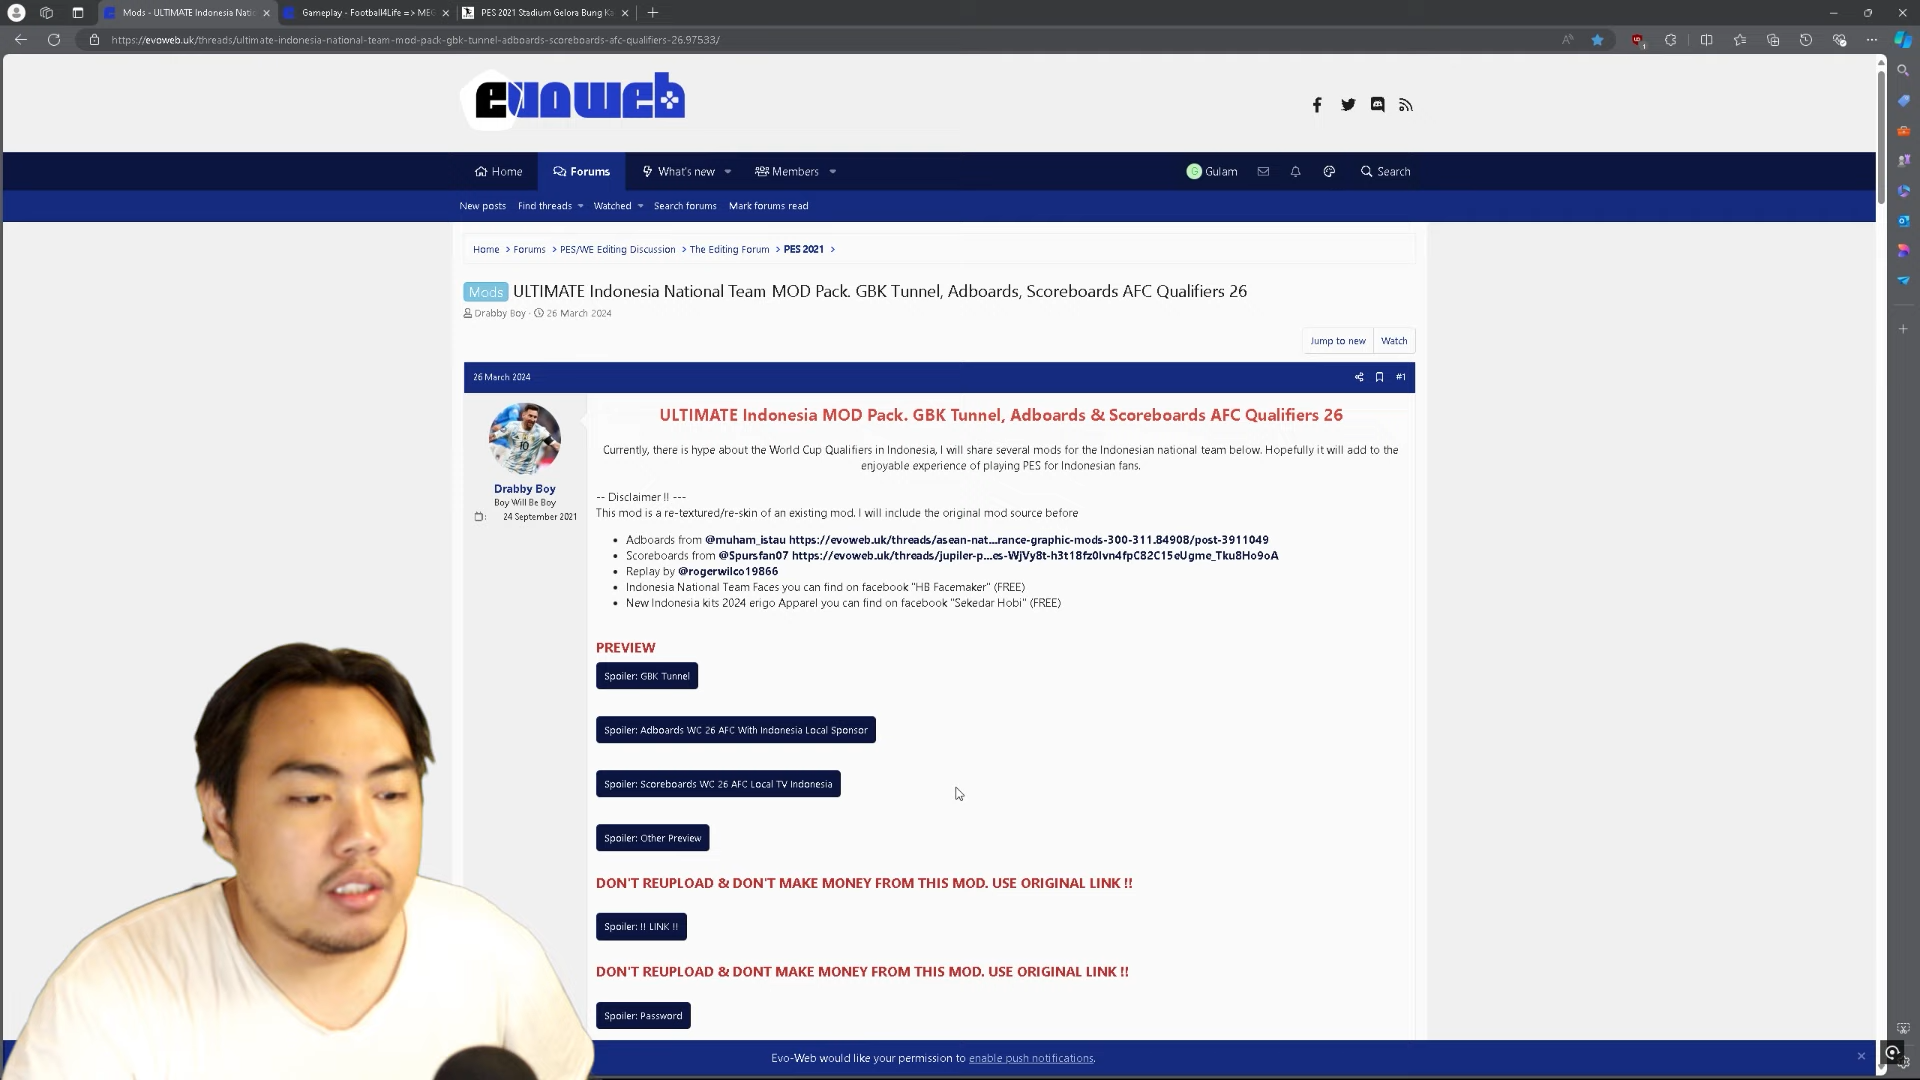 Mods - ULTIMATE Indonesia Natio
Gameplay - Football4Life => MEG
PES 2021 Stadium Gelora Bung Ka
https://evoweb.uk/threads/ultimate-indonesia-national-team-mod-pack-gbk-tunnel-adboards-scoreboards-afc-qualifiers-26.97533/
evoweb
Home
Forums
What's new
Members
Gulam
Search
New posts
Find threads
Watched
Search forums
Mark forums read
Home > Forums > PES/WE Editing Discussion > The Editing Forum > PES 2021 >
Mods ULTIMATE Indonesia National Team MOD Pack. GBK Tunnel, Adboards, Scoreboards AFC Qualifiers 26
Drabby Boy · 26 March 2024
Jump to new
Watch
26 March 2024
#1
Drabby Boy
Boy Will Be Boy
24 September 2021
ULTIMATE Indonesia MOD Pack. GBK Tunnel, Adboards & Scoreboards AFC Qualifiers 26
Currently, there is hype about the World Cup Qualifiers in Indonesia, I will share several mods for the Indonesian national team below. Hopefully it will add to the
enjoyable experience of playing PES for Indonesian fans.
-- Disclaimer !! ---
This mod is a re-textured/re-skin of an existing mod. I will include the original mod source before
• Adboards from @muham_istau https://evoweb.uk/threads/asean-nat...rance-graphic-mods-300-311.84908/post-3911049
• Scoreboards from @Spursfan07 https://evoweb.uk/threads/jupiler-p...es-WjVy8t-h3t18fz0lvn4fpC82C15eUgme_Tku8Ho9oA
• Replay by @rogerwilco19866
• Indonesia National Team Faces you can find on facebook "HB Facemaker" (FREE)
• New Indonesia kits 2024 erigo Apparel you can find on facebook "Sekedar Hobi" (FREE)
PREVIEW
Spoiler: GBK Tunnel
Spoiler: Adboards WC 26 AFC With Indonesia Local Sponsor
Spoiler: Scoreboards WC 26 AFC Local TV Indonesia
Spoiler: Other Preview
DON'T REUPLOAD & DON'T MAKE MONEY FROM THIS MOD. USE ORIGINAL LINK !!
Spoiler: !! LINK !!
DON'T REUPLOAD & DONT MAKE MONEY FROM THIS MOD. USE ORIGINAL LINK !!
Spoiler: Password
Evo-Web would like your permission to enable push notifications.